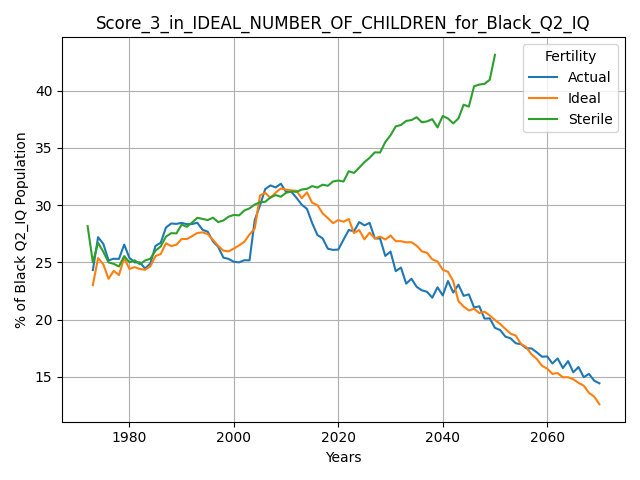 Score_3_in_IDEAL_NUMBER_OF_CHILDREN_for_Black_Q2_IQ
Fertility
Actual
Ideal
Sterile
% of Black Q2_IQ Population
40
35
30
25
20
15
1980
2000
2020
2040
2060
Years